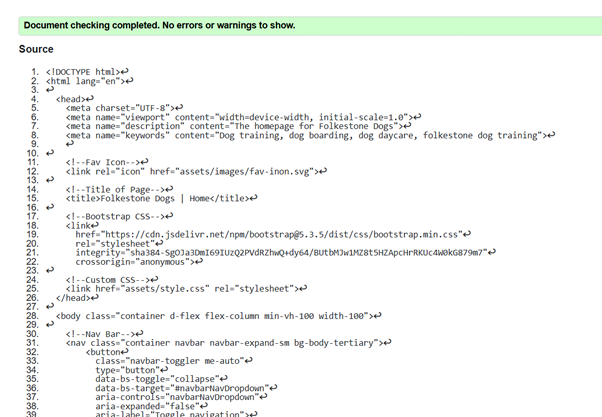 Document checking completed. No errors or warnings to show.
Source
1. <!DOCTYPE html>↩
2. <html lang="en">↩
3. ↩
4. <head>↩
5. <meta charset="UTF-8">↩
6. <meta name="viewport" content="width=device-width, initial-scale=1.0">↩
7. <meta name="description" content="The homepage for Folkestone Dogs">↩
8. <meta name="keywords" content="Dog training, dog boarding, dog daycare, folkestone dog training">↩
9. ↩
10. ↩
11. <!--Fav Icon-->↩
12. <link rel="icon" href="assets/images/fav-inon.svg">↩
13. ↩
14. <!--Title of Page-->↩
15. <title>Folkestone Dogs | Home</title>↩
16. ↩
17. <!--Bootstrap CSS-->↩
18. <link↩
19. href="https://cdn.jsdelivr.net/npm/bootstrap@5.3.5/dist/css/bootstrap.min.css"↩
20. rel="stylesheet"↩
21. integrity="sha384-SgOJa3DmI69IUzQ2PVdRZhwQ+dy64/BUtbMJw1MZ8t5HZApcHrRKUc4W0kG879m7"↩
22. crossorigin="anonymous">↩
23. ↩
24. <!--Custom CSS-->↩
25. <link href="assets/style.css" rel="stylesheet">↩
26. </head>↩
27. ↩
28. <body class="container d-flex flex-column min-vh-100 width-100">↩
29. ↩
30. <!--Nav Bar-->↩
31. <nav class="container navbar navbar-expand-sm bg-body-tertiary">↩
32. <button↩
33. class="navbar-toggler me-auto"↩
34. type="button"↩
35. data-bs-toggle="collapse"↩
36. data-bs-target="#navbarNavDropdown"↩
37. aria-controls="navbarNavDropdown"↩
38. aria-expanded="false"↩
39. aria-label="Toggle navigation">↩